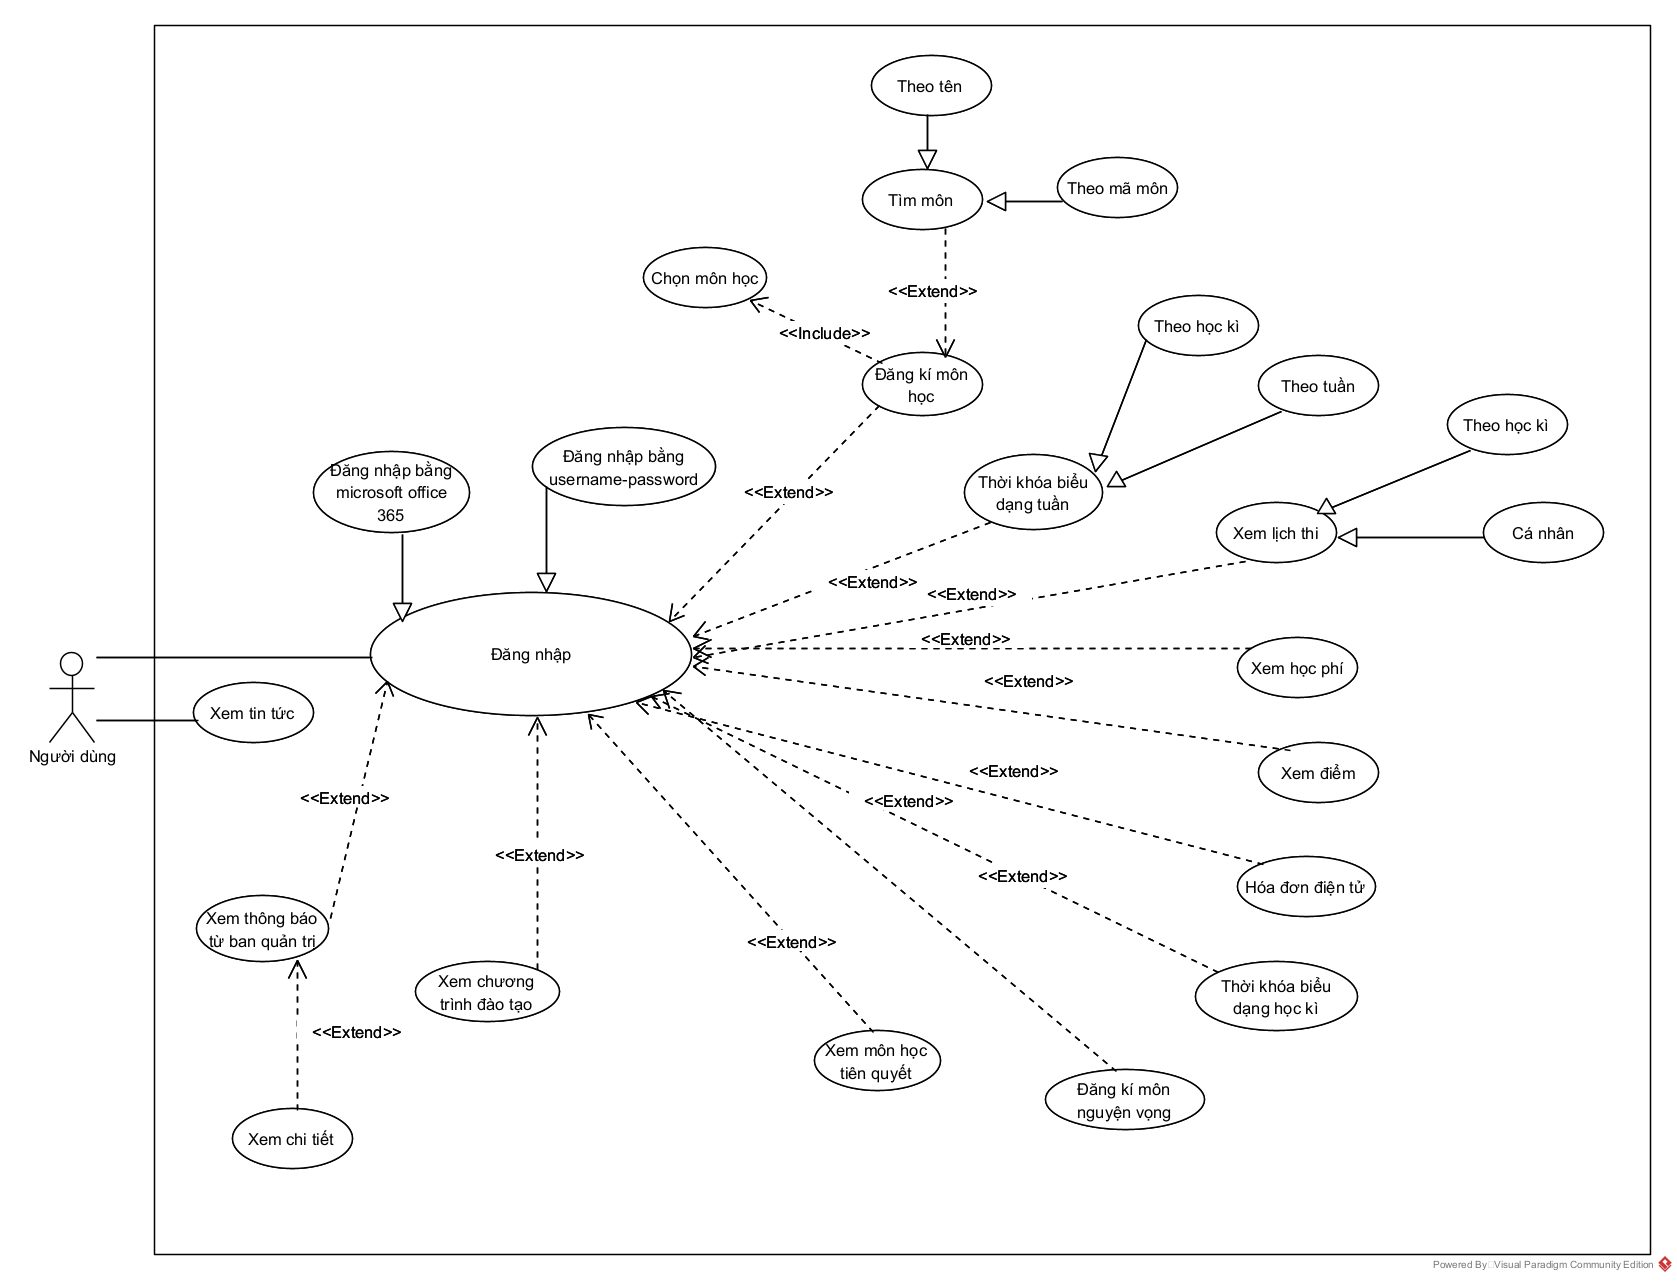 Theo tên
Theo mã môn
Tìm môn
Chọn môn học
<<Extend>>
<<Include>>
Theo học kì
Đăng kí môn
học
Theo tuần
Theo học kì
Đăng nhập bằng
microsoft office
365
Đăng nhập bằng
username-password
<<Extend>>
Thời khóa biểu
dạng tuần
Xem lịch thi
Cá nhân
<<Extend>>
<<Extend>>
Đăng nhập
<<Extend>>
Xem học phí
<<Extend>>
Xem tin tức
Người dùng
Xem điểm
<<Extend>>
<<Extend>>
<<Extend>>
<<Extend>>
<<Extend>>
Hóa đơn điện tử
Xem thông báo
từ ban quản trị
<<Extend>>
Xem chương
trình đào tạo
Thời khóa biểu
dạng học kì
<<Extend>>
Xem môn học
tiên quyết
Đăng kí môn
nguyện vọng
Xem chi tiết
Powered By Visual Paradigm Community Edition